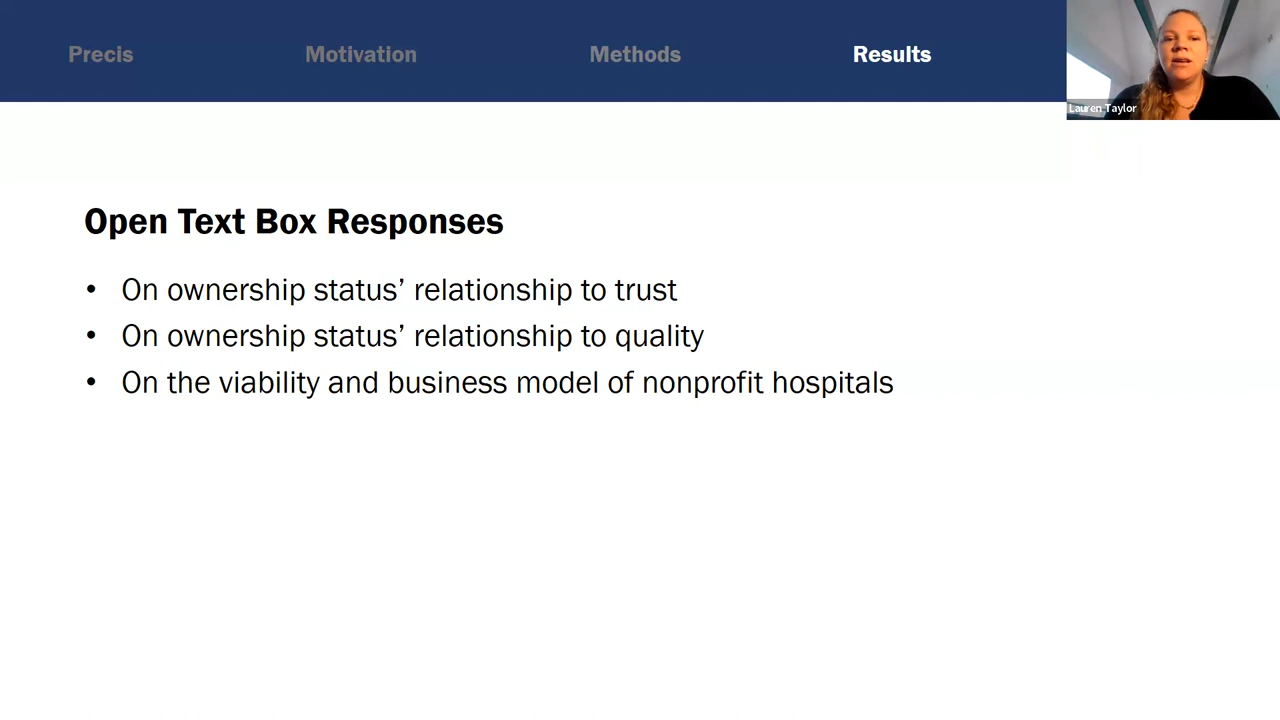 Precis Motivation Methods Results
Lauren Taylor
Open Text Box Responses
• On ownership status’ relationship to trust
• On ownership status’ relationship to quality
• On the viability and business model of nonprofit hospitals